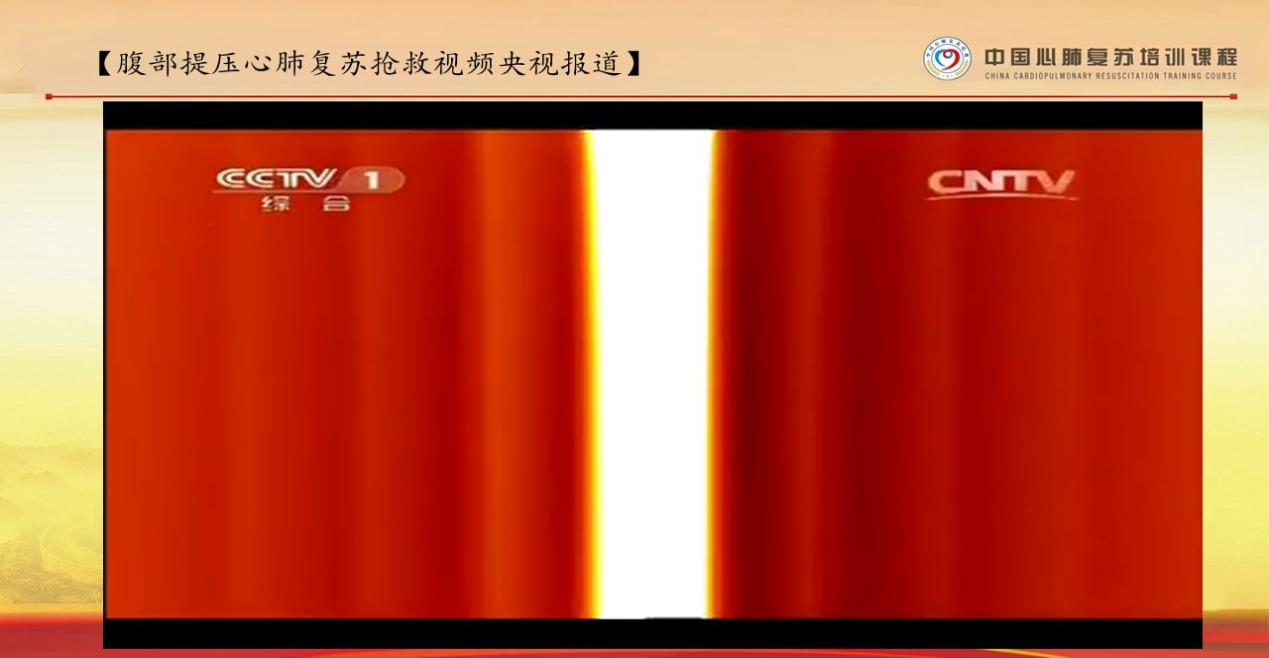 【腹部提压心肺复苏抢救视频央视报道】
中国心肺复苏培训课程
CHINA CARDIOPULMONARY RESUSCITATION TRAINING COURSE
CCTV 1
综合
CNTV